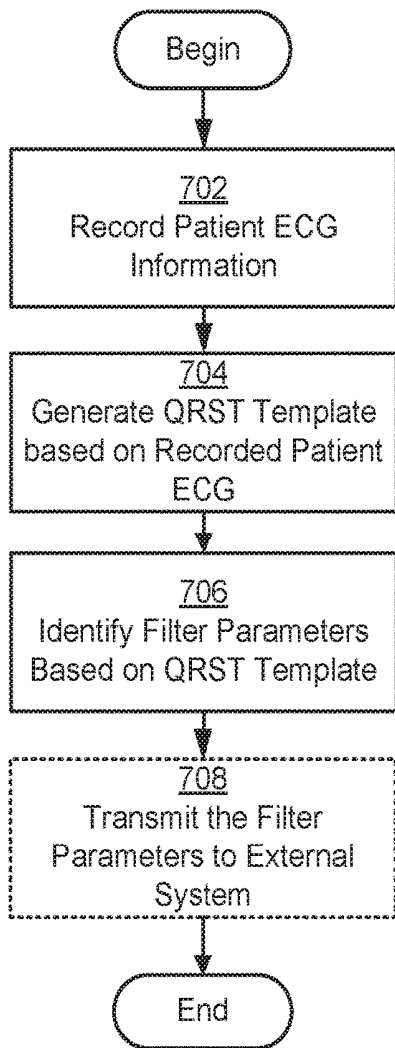 Begin
702
Record Patient ECG
Information
704
Generate QRST Template
based on Recorded Patient
ECG
706
Identify Filter Parameters
Based on QRST Template
708
Transmit the Filter
Parameters to External
System
End